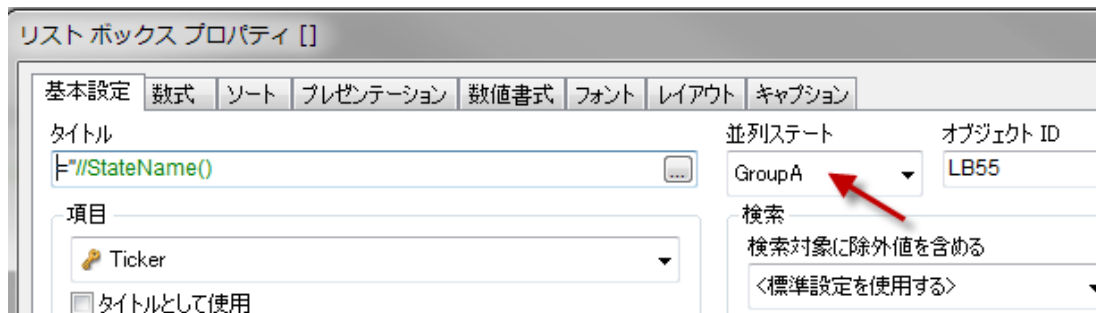 リスト ボックス プロパティ []
基本設定 数式 ソート プレゼンテーション 数値書式 フォント レイアウト キャプション
タイトル 並列ステート オブジェクト ID
="//StateName() ... GroupA LB55
項目 検索
Ticker 検索対象に除外値を含める
タイトルとして使用 <標準設定を使用する>